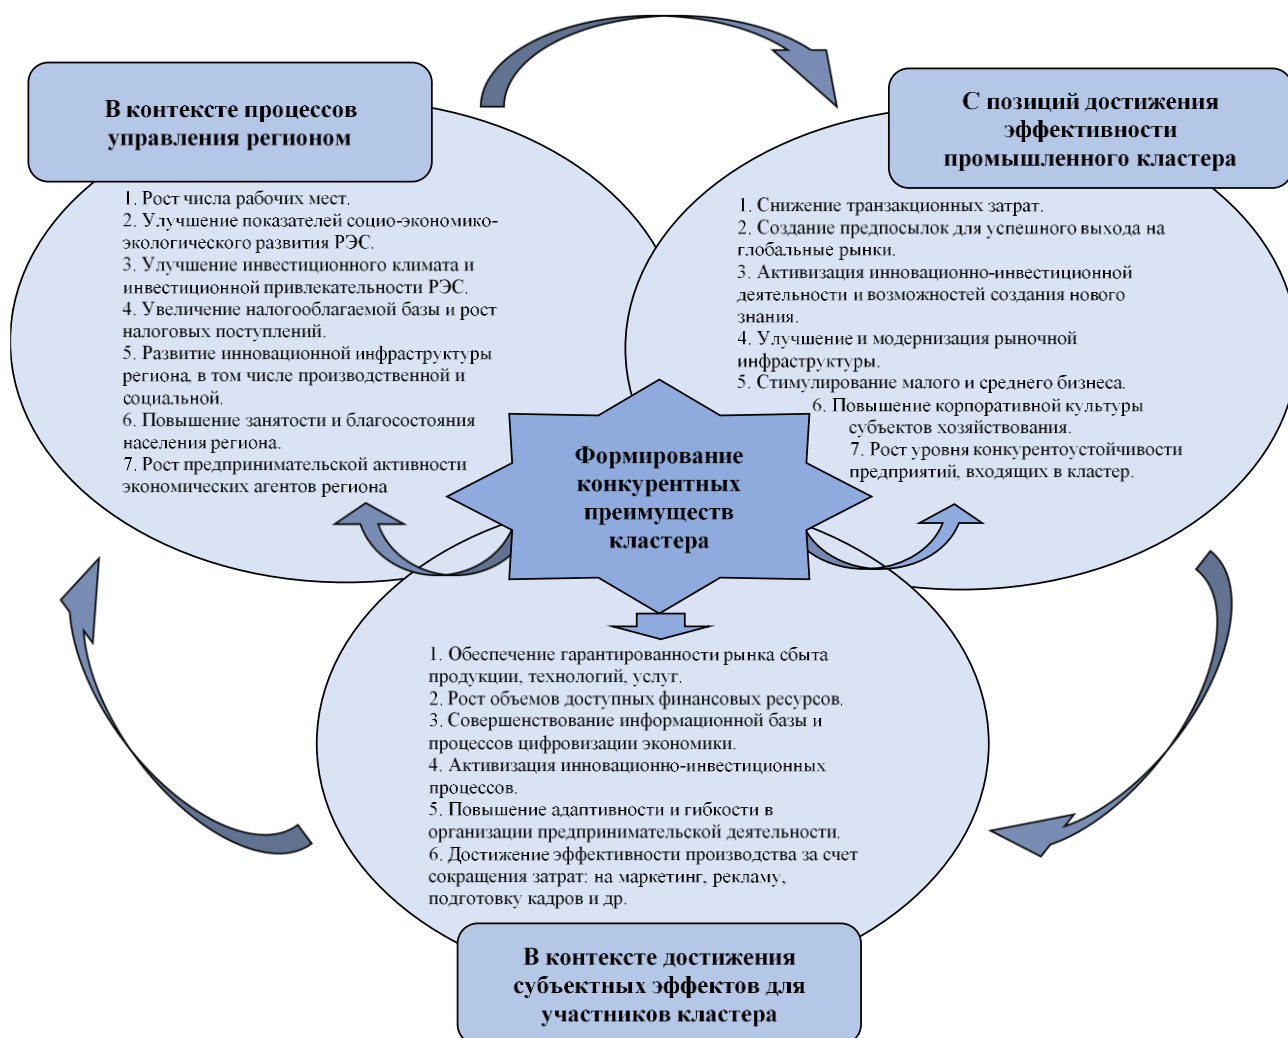 В контексте процессов
управления регионом
1. Рост числа рабочих мест.
2. Улучшение показателей социо-экономико-
экологического развития РЭС.
3. Улучшение инвестиционного климата и
инвестиционной привлекательности РЭС.
4. Увеличение налогооблагаемой базы и рост
налоговых поступлений.
5. Развитие инновационной инфраструктуры
региона, в том числе производственной и
социальной.
6. Повышение занятости и благосостояния
населения региона.
7. Рост предпринимательской активности
экономических агентов региона
С позиций достижения
эффективности
промышленного кластера
1. Снижение транзакционных затрат.
2. Создание предпосылок для успешного выхода на
глобальные рынки.
3. Активизация инновационно-инвестиционной
деятельности и возможностей создания нового
знания.
4. Улучшение и модернизация рыночной
инфраструктуры.
5. Стимулирование малого и среднего бизнеса.
6. Повышение корпоративной культуры
субъектов хозяйствования.
7. Рост уровня конкурентоустойчивости
предприятий, входящих в кластер.
Формирование
конкурентных
преимуществ
кластера
1. Обеспечение гарантированности рынка сбыта
продукции, технологий, услуг.
2. Рост объемов доступных финансовых ресурсов.
3. Совершенствование информационной базы и
процессов цифровизации экономики.
4. Активизация инновационно-инвестиционных
процессов.
5. Повышение адаптивности и гибкости в
организации предпринимательской деятельности.
6. Достижение эффективности производства за счет
сокращения затрат: на маркетинг, рекламу,
подготовку кадров и др.
В контексте достижения
субъектных эффектов для
участников кластера